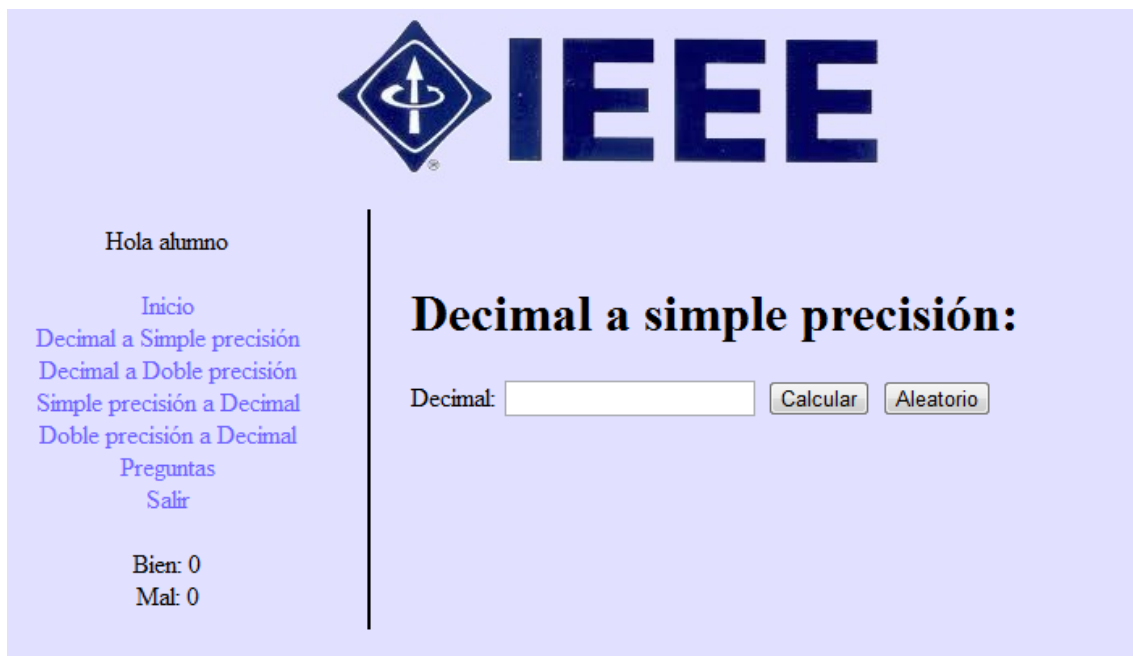 IEEE
Hola alumno
Inicio
Decimal a Simple precisión
Decimal a Doble precisión
Simple precisión a Decimal
Doble precisión a Decimal
Preguntas
Salir
Bien: 0
Mal: 0
Decimal a simple precisión:
Decimal: Calcular Aleatorio